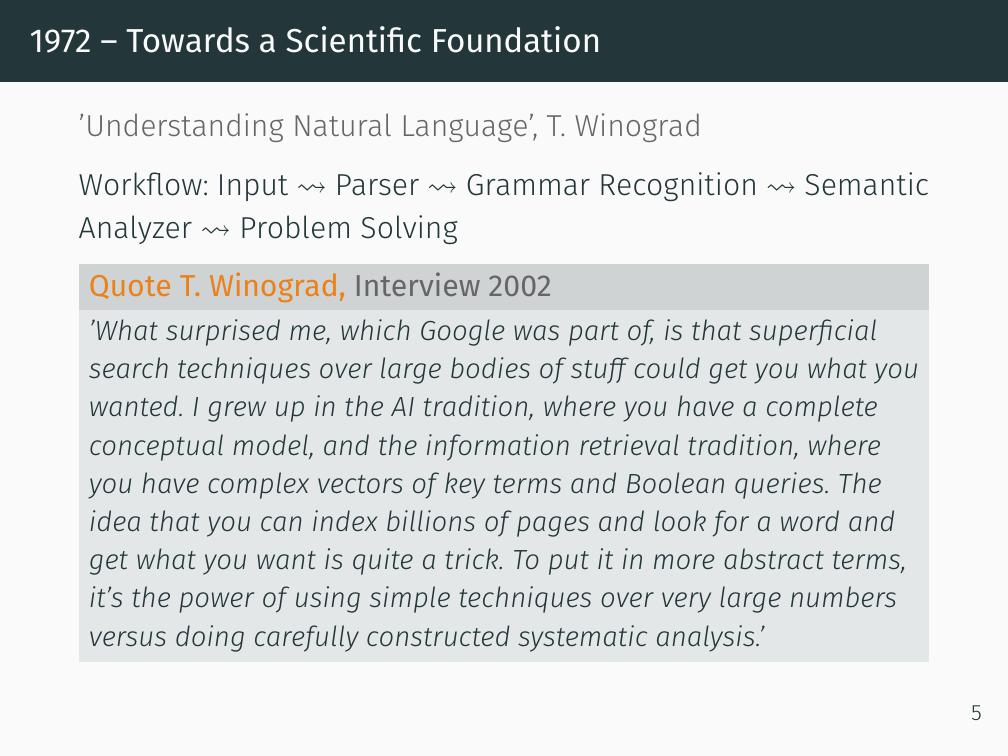 1972 – Towards a Scientific Foundation
’Understanding Natural Language’, T. Winograd
Workflow: Input ⇝ Parser ⇝ Grammar Recognition ⇝ Semantic
Analyzer ⇝ Problem Solving
Quote T. Winograd, Interview 2002
’What surprised me, which Google was part of, is that superficial
search techniques over large bodies of stuff could get you what you
wanted. I grew up in the AI tradition, where you have a complete
conceptual model, and the information retrieval tradition, where
you have complex vectors of key terms and Boolean queries. The
idea that you can index billions of pages and look for a word and
get what you want is quite a trick. To put it in more abstract terms,
it’s the power of using simple techniques over very large numbers
versus doing carefully constructed systematic analysis.’
5